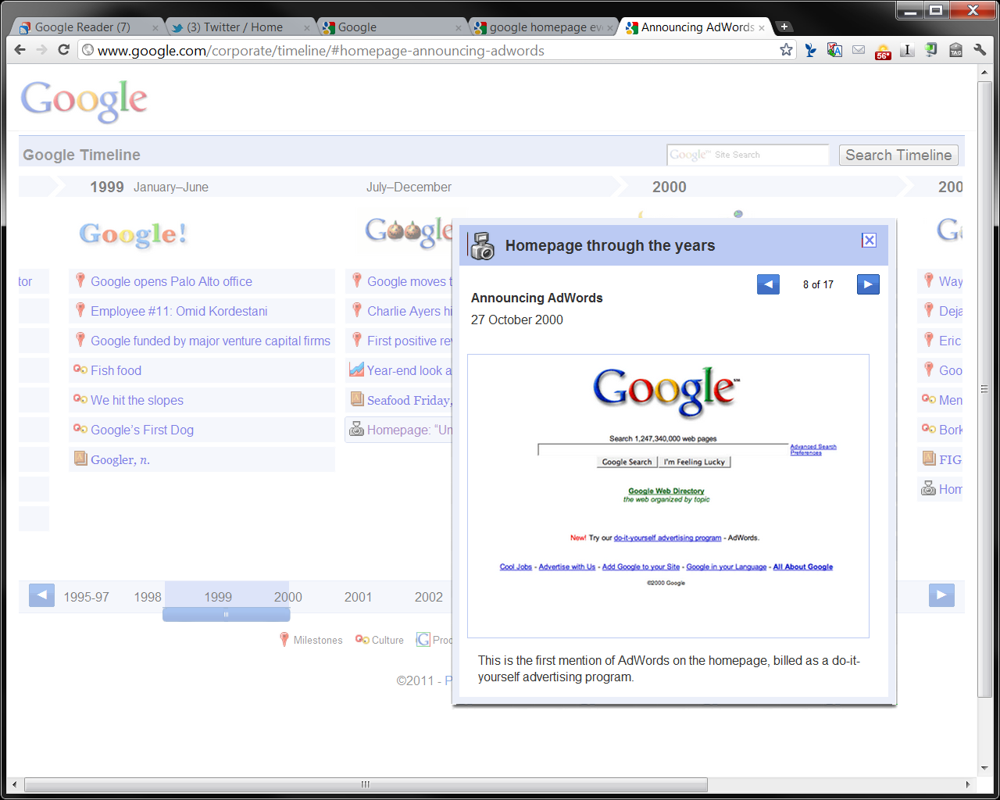 Google Reader (7)
(3) Twitter / Home
Google
google homepage ev
Announcing AdWords
www.google.com/corporate/timeline/#homepage-announcing-adwords
56°
TAG
Google
Google Timeline
Google™ Site Search
Search Timeline
1999 January–June
July–December
2000
200
Google!
Google
G
tor
Google opens Palo Alto office
Employee #11: Omid Kordestani
Google funded by major venture capital firms
Fish food
We hit the slopes
Google's First Dog
Googler, n.
Google moves t
Charlie Ayers hi
First positive rev
Year-end look a
Seafood Friday,
Homepage: "Un
Homepage through the years
8 of 17
Announcing AdWords
27 October 2000
Google™
Search 1,247,340,000 web pages
Advanced Search
Preferences
Google Search
I'm Feeling Lucky
Google Web Directory
the web organized by topic
New! Try our do-it-yourself advertising program - AdWords.
Cool Jobs - Advertise with Us - Add Google to your Site - Google in your Language - All About Google
©2000 Google
This is the first mention of AdWords on the homepage, billed as a do-it-
yourself advertising program.
Way
Deja
Eric
Goo
Men
Bork
FIG
Hom
1995-97 1998 1999 2000 2001 2002
Milestones Culture Proc
©2011 - P